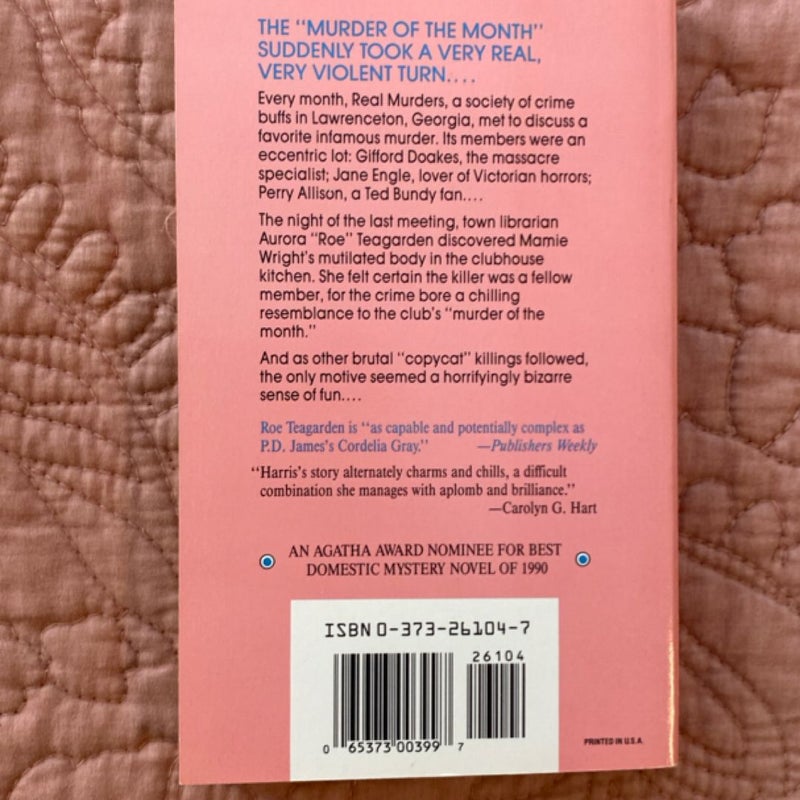 THE "MURDER OF THE MONTH"
SUDDENLY TOOK A VERY REAL,
VERY VIOLENT TURN....
Every month, Real Murders, a society of crime
buffs in Lawrenceton, Georgia, met to discuss a
favorite infamous murder. Its members were an
eccentric lot: Gifford Doakes, the massacre
specialist; Jane Engle, lover of Victorian horrors;
Perry Allison, a Ted Bundy fan....
The night of the last meeting, town librarian
Aurora "Roe" Teagarden discovered Mamie
Wright's mutilated body in the clubhouse
kitchen. She felt certain the killer was a fellow
member, for the crime bore a chilling
resemblance to the club's "murder of the
month."
And as other brutal "copycat" killings followed,
the only motive seemed a horrifyingly bizarre
sense of fun....
Roe Teagarden is "as capable and potentially complex as
P.D. James's Cordelia Gray." —Publishers Weekly
"Harris's story alternately charms and chills, a difficult
combination she manages with aplomb and brilliance."
—Carolyn G. Hart
AN AGATHA AWARD NOMINEE FOR BEST
DOMESTIC MYSTERY NOVEL OF 1990
ISBN 0-373-26104-7
26104
0 65373 00399 7
PRINTED IN U.S.A.